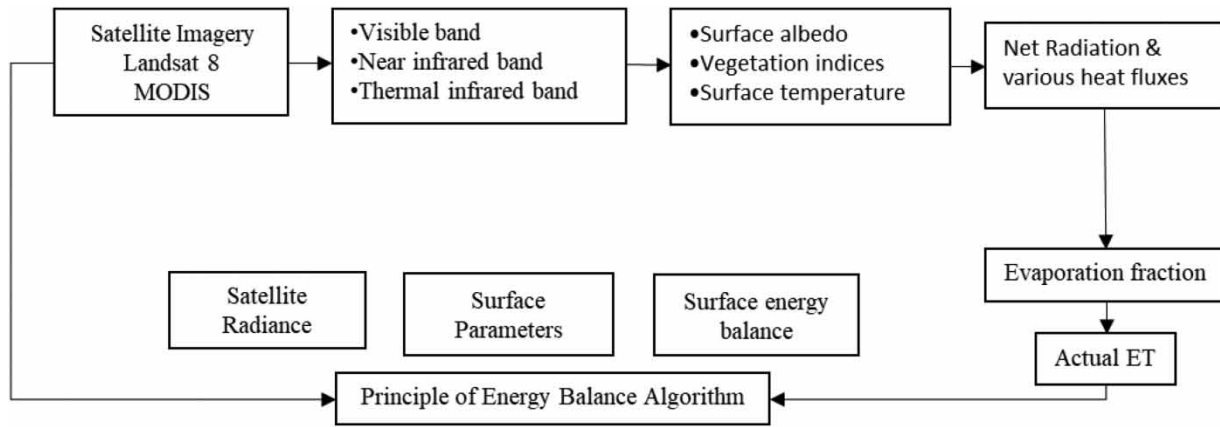 Satellite Imagery
Landsat 8
MODIS
•Visible band
•Near infrared band
•Thermal infrared band
•Surface albedo
•Vegetation indices
•Surface temperature
Net Radiation &
various heat fluxes
Evaporation fraction
Satellite
Radiance
Surface
Parameters
Surface energy
balance
Actual ET
Principle of Energy Balance Algorithm